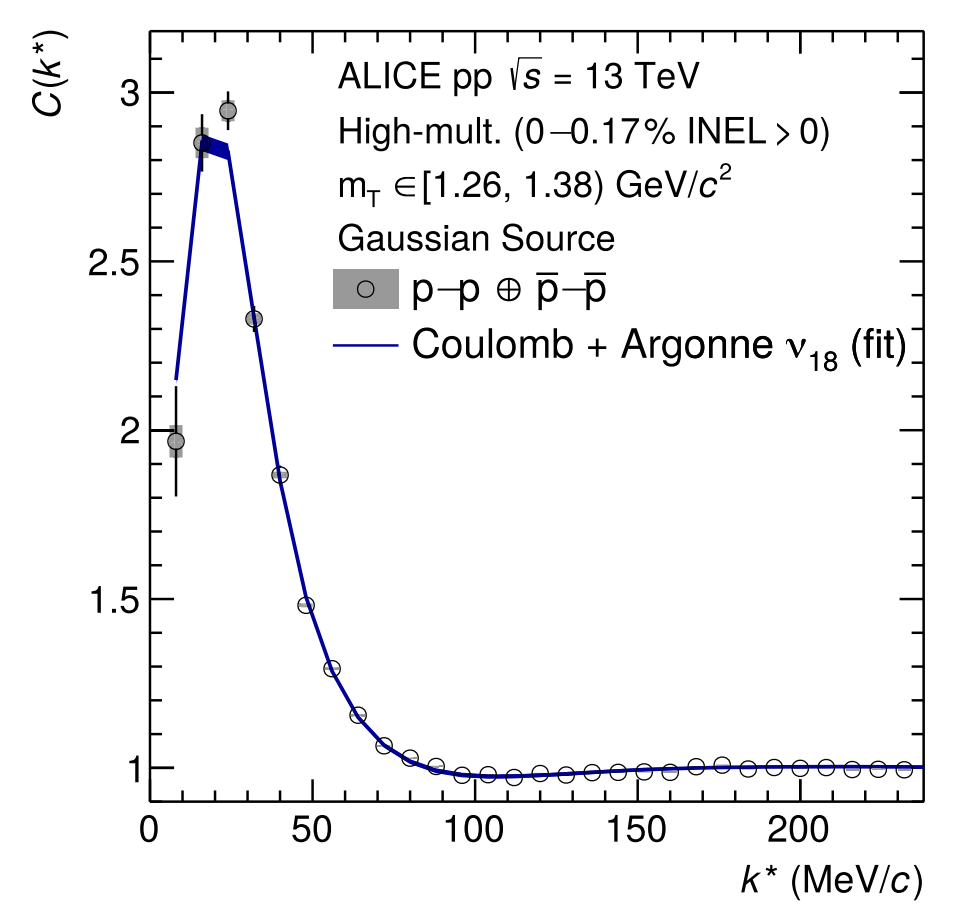 C(k*)
3
2.5
2
1.5
1
ALICE pp √s = 13 TeV
High-mult. (0–0.17% INEL > 0)
m_T ∈ [1.26, 1.38) GeV/c²
Gaussian Source
p–p ⊕ p̅–p̅
Coulomb + Argonne ν₁₈ (fit)
0 50 100 150 200
k* (MeV/c)